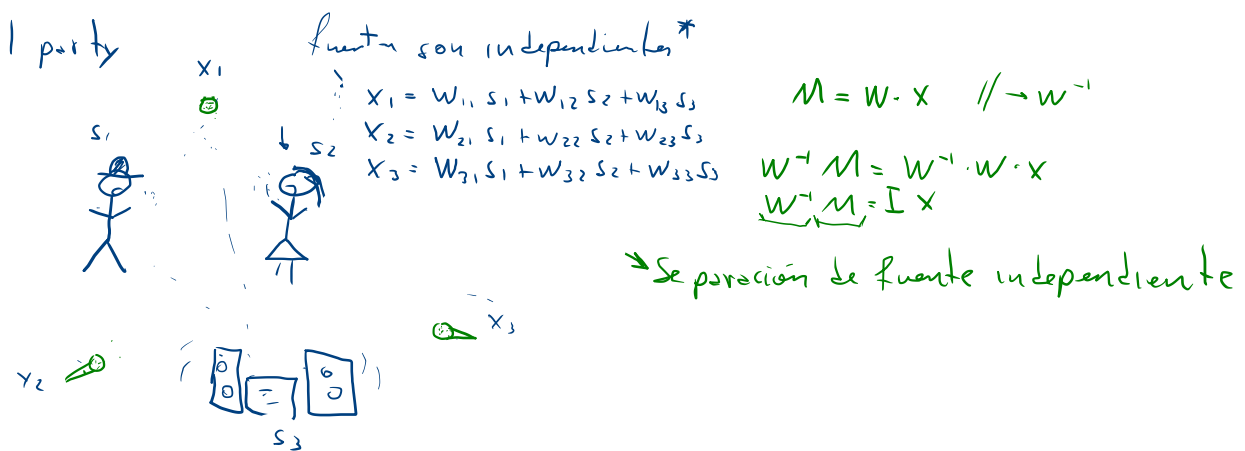 1 party
fuentes son independientes*
X1
X1 = W11 S1 + W12 S2 + W13 S3
X2 = W21 S1 + W22 S2 + W23 S3
X3 = W31 S1 + W32 S2 + W33 S3
M = W · X // → W⁻¹
W⁻¹ M = W⁻¹ · W · X
W⁻¹ M = I X
S1
S2
Separación de fuente independiente
X3
X2
S3